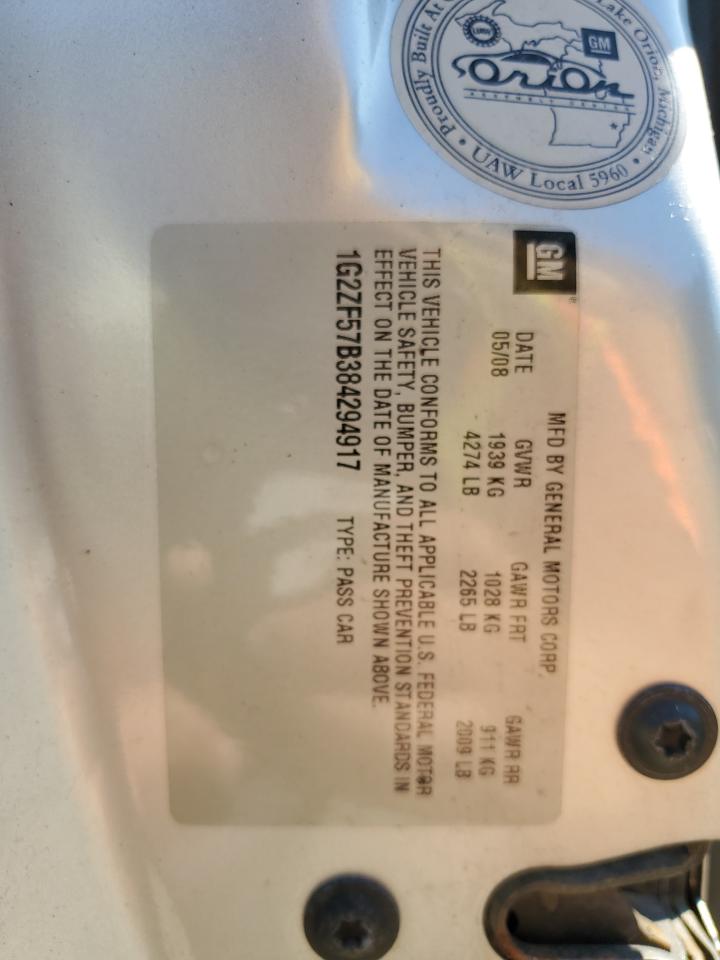 Proudly Built At
Lake Orion, Michigan
GM
Orion
ASSEMBLY CENTER
• UAW Local 5960 •
GM
MFD BY GENERAL MOTORS CORP.
DATE GVWR GAWR FRT GAWR RR
05/08 1939 KG 1028 KG 911 KG
4274 LB 2265 LB 2009 LB
THIS VEHICLE CONFORMS TO ALL APPLICABLE U.S. FEDERAL MOTOR
VEHICLE SAFETY, BUMPER, AND THEFT PREVENTION STANDARDS IN
EFFECT ON THE DATE OF MANUFACTURE SHOWN ABOVE.
1G2ZF57B384294917 TYPE: PASS CAR